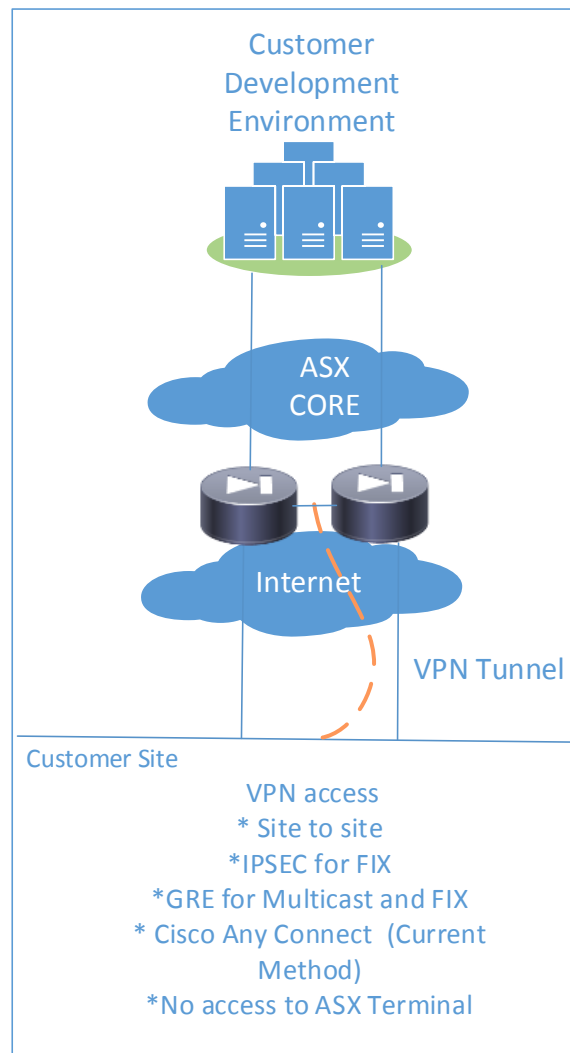 Customer
Development
Environment
ASX
CORE
Internet
VPN Tunnel
Customer Site
VPN access
* Site to site
*IPSEC for FIX
*GRE for Multicast and FIX
* Cisco Any Connect (Current
Method)
*No access to ASX Terminal